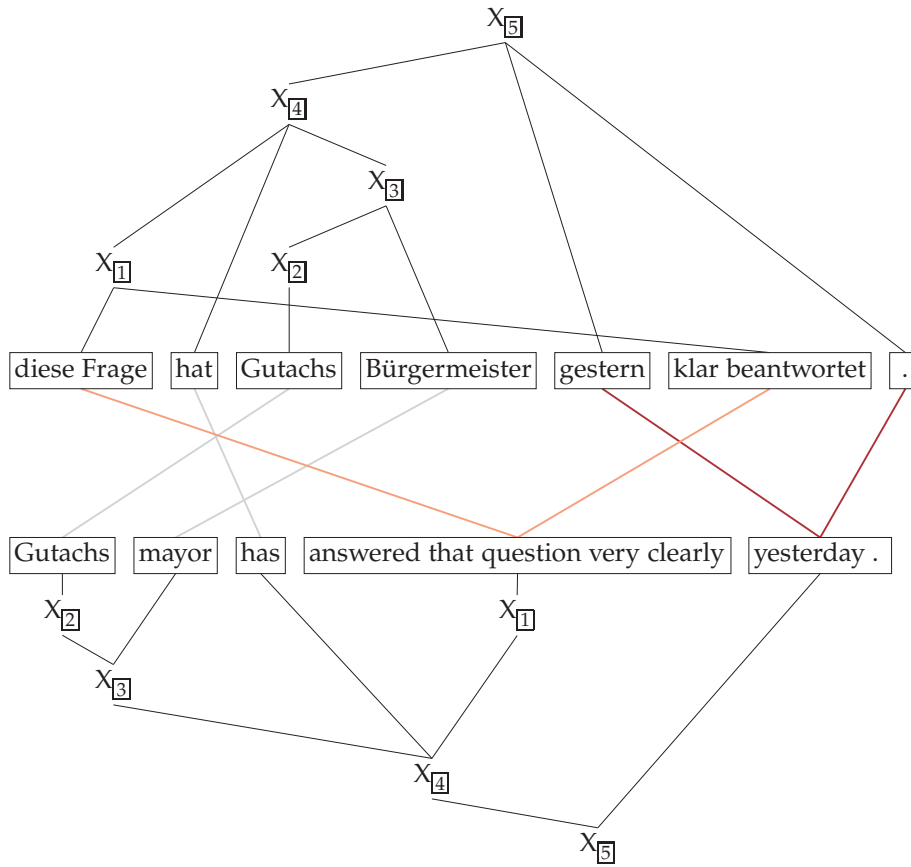 X5
X4
X3
X1 X2
diese Frage hat Gutachs Bürgermeister gestern klar beantwortet .
Gutachs mayor has answered that question very clearly yesterday .
X2 X1
X3
X4
X5